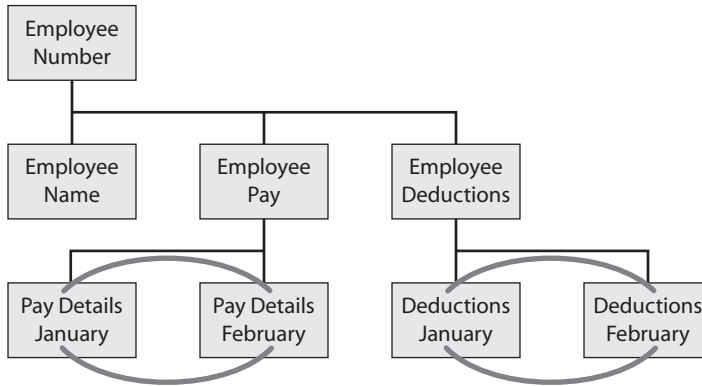 Employee
Number
Employee
Name
Employee
Pay
Employee
Deductions
Pay Details
January
Pay Details
February
Deductions
January
Deductions
February